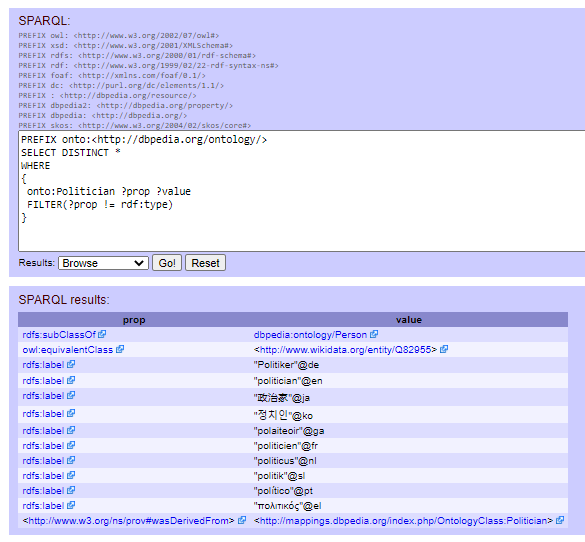 SPARQL:
PREFIX owl: <http://www.w3.org/2002/07/owl#>
PREFIX xsd: <http://www.w3.org/2001/XMLSchema#>
PREFIX rdfs: <http://www.w3.org/2000/01/rdf-schema#>
PREFIX rdf: <http://www.w3.org/1999/02/22-rdf-syntax-ns#>
PREFIX foaf: <http://xmlns.com/foaf/0.1/>
PREFIX dc: <http://purl.org/dc/elements/1.1/>
PREFIX : <http://dbpedia.org/resource/>
PREFIX dbpedia2: <http://dbpedia.org/property/>
PREFIX dbpedia: <http://dbpedia.org/>
PREFIX skos: <http://www.w3.org/2004/02/skos/core#>
PREFIX onto:<http://dbpedia.org/ontology/>
SELECT DISTINCT *
WHERE
{
onto:Politician ?prop ?value
FILTER(?prop != rdf:type)
}
Results: Browse Go! Reset
SPARQL results:
prop value
rdfs:subClassOf dbpedia:ontology/Person
owl:equivalentClass <http://www.wikidata.org/entity/Q82955>
rdfs:label "Politiker"@de
rdfs:label "politician"@en
rdfs:label "政治家"@ja
rdfs:label "정치인"@ko
rdfs:label "polaiteoir"@ga
rdfs:label "politicien"@fr
rdfs:label "politicus"@nl
rdfs:label "politik"@sl
rdfs:label "político"@pt
rdfs:label "πολιτικός"@el
<http://www.w3.org/ns/prov#wasDerivedFrom> <http://mappings.dbpedia.org/index.php/OntologyClass:Politician>